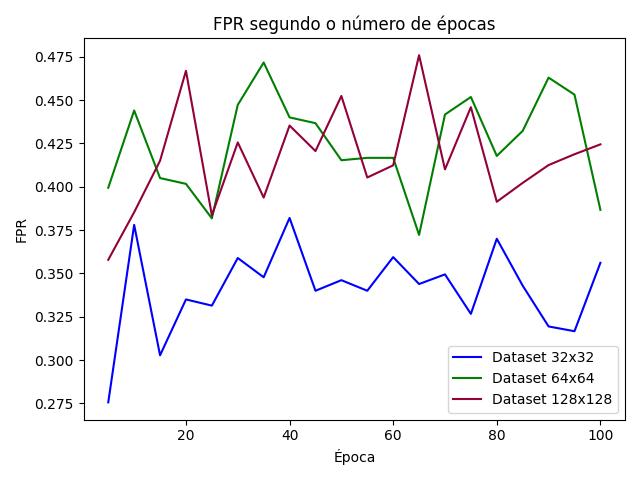 FPR segundo o número de épocas
FPR
0.475
0.450
0.425
0.400
0.375
0.350
0.325
0.300
0.275
Dataset 32x32
Dataset 64x64
Dataset 128x128
20 40 60 80 100
Época